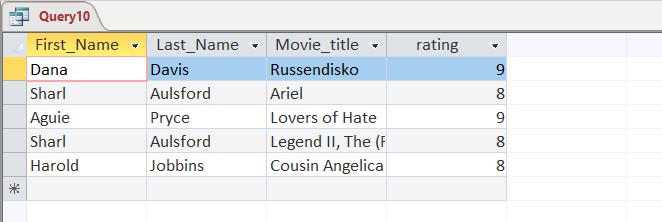 Query10
First_Name Last_Name Movie_title rating
Dana Davis Russendisko 9
Sharl Aulsford Ariel 8
Aguie Pryce Lovers of Hate 9
Sharl Aulsford Legend II, The (F 8
Harold Jobbins Cousin Angelica 8